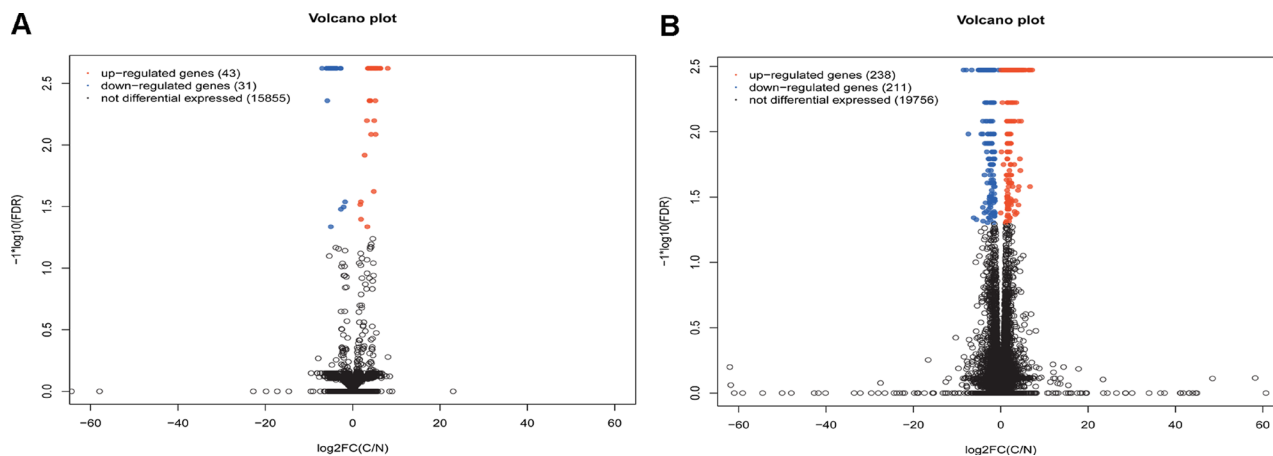 A
Volcano plot
up−regulated genes (43)
down−regulated genes (31)
not differential expressed (15855)
−1*log10(FDR)
2.5
2.0
1.5
1.0
0.5
0.0
−60 −40 −20 0 20 40 60
log2FC(C/N)
B
Volcano plot
up−regulated genes (238)
down−regulated genes (211)
not differential expressed (19756)
−1*log10(FDR)
2.5
2.0
1.5
1.0
0.5
0.0
−60 −40 −20 0 20 40 60
log2FC(C/N)